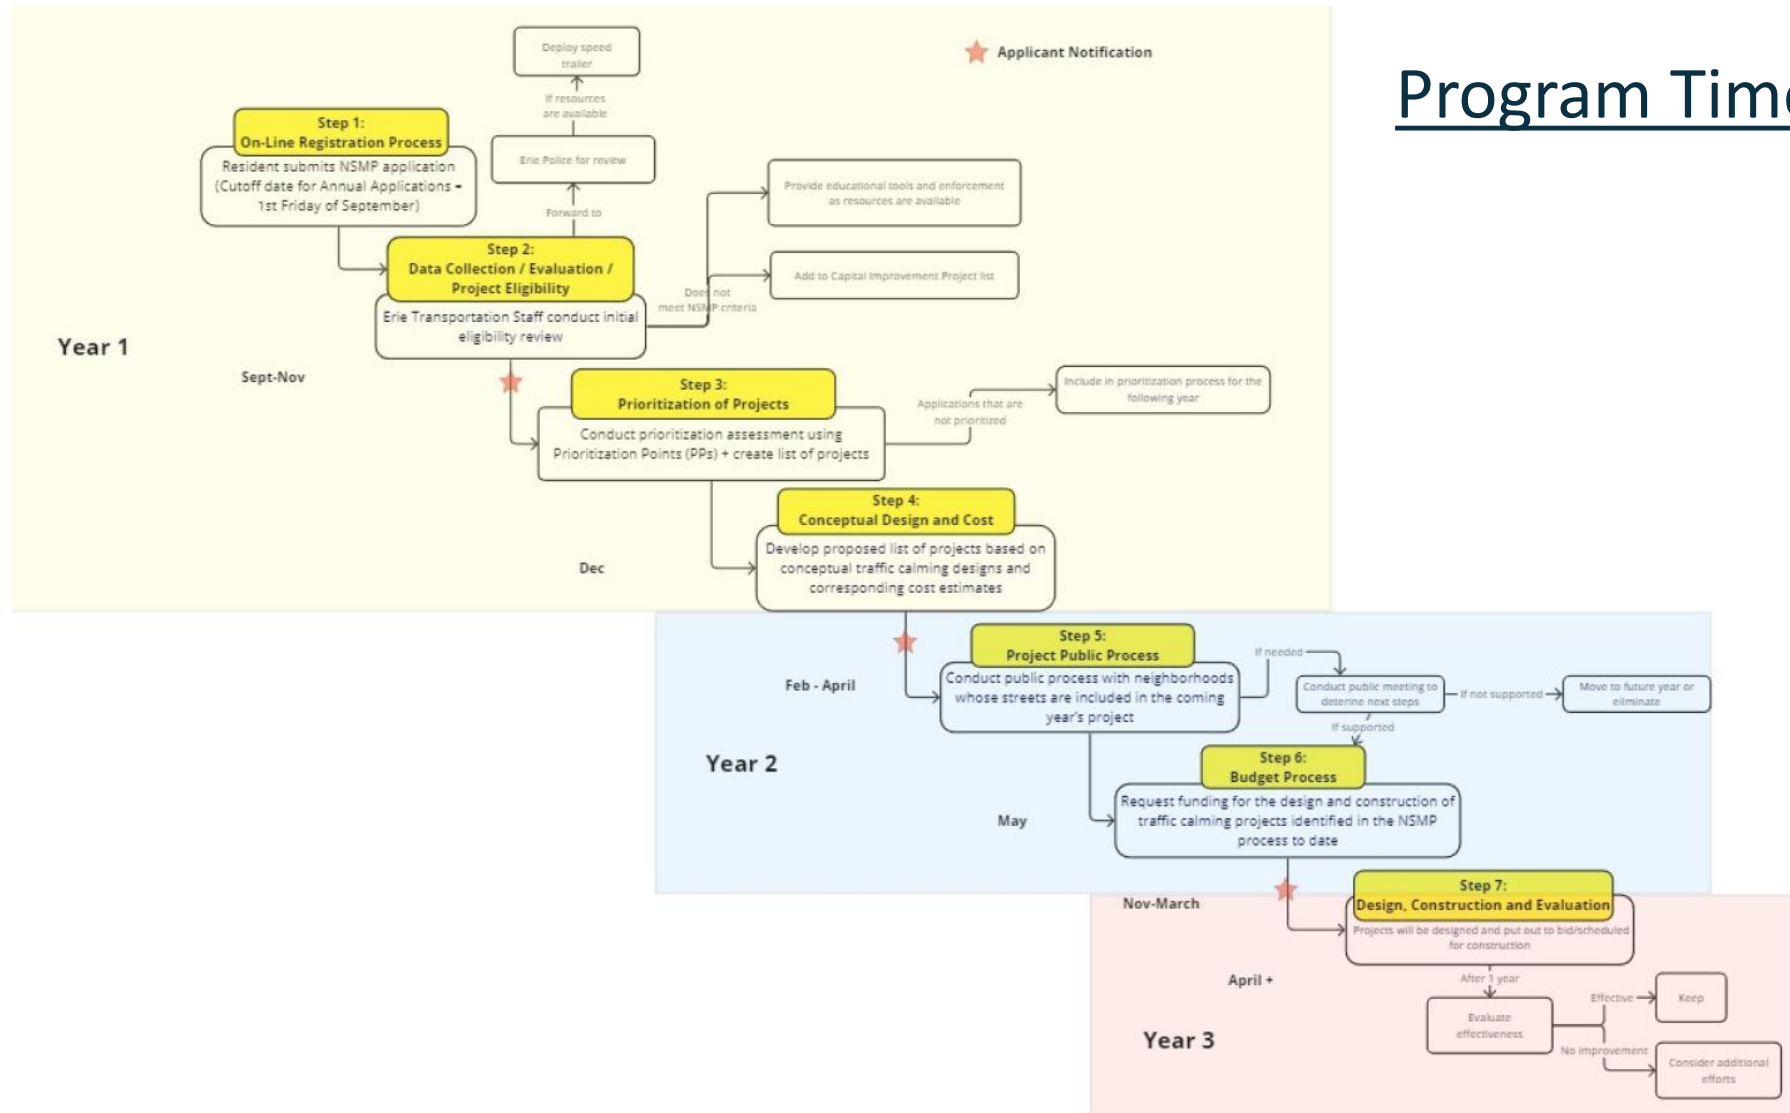 Program Time
Applicant Notification
Deploy speed
trailer
If resources
are available
Erie Police for review
Forward to
Step 1:
On-Line Registration Process
Resident submits NSMP application
(Cutoff date for Annual Applications -
1st Friday of September)
Provide educational tools and enforcement
as resources are available
Step 2:
Data Collection / Evaluation /
Project Eligibility
Erie Transportation Staff conduct initial
eligibility review
Does not
meet NSMP criteria
Add to Capital Improvement Project list
Year 1
Sept-Nov
Step 3:
Prioritization of Projects
Conduct prioritization assessment using
Prioritization Points (PPs) + create list of projects
Applications that are
not prioritized
Include in prioritization process for the
following year
Step 4:
Conceptual Design and Cost
Develop proposed list of projects based on
conceptual traffic calming designs and
corresponding cost estimates
Dec
Step 5:
Project Public Process
Conduct public process with neighborhoods
whose streets are included in the coming
year's project
Feb - April
If needed
Conduct public meeting to
deterine next steps
If not supported
Move to future year or
eliminate
If supported
Year 2
Step 6:
Budget Process
Request funding for the design and construction of
traffic calming projects identified in the NSMP
process to date
May
Nov-March
Step 7:
Design, Construction and Evaluation
Projects will be designed and put out to bid/scheduled
for construction
April +
After 1 year
Evaluate
effectiveness
Effective
Keep
No improvement
Consider additional
efforts
Year 3